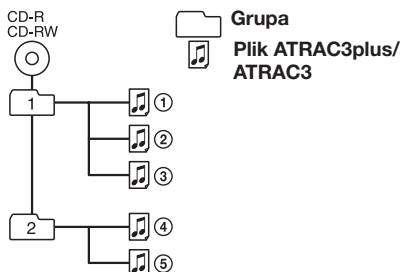 CD-R
CD-RW
Grupa
Plik ATRAC3plus/
ATRAC3
1
①
②
③
2
④
⑤